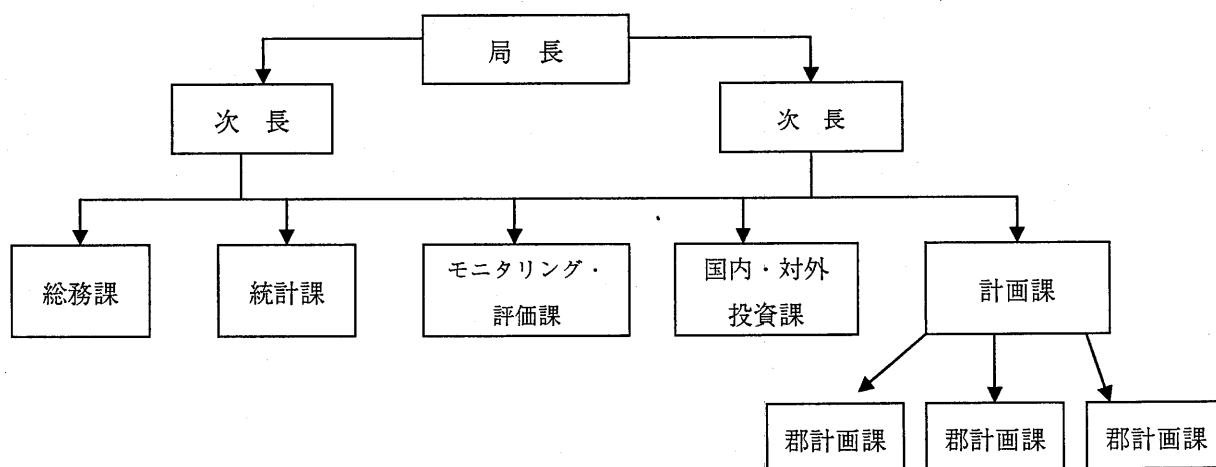 局 長
次 長
次 長
総務課
統計課
モニタリング・
評価課
国内・対外
投資課
計画課
郡計画課
郡計画課
郡計画課